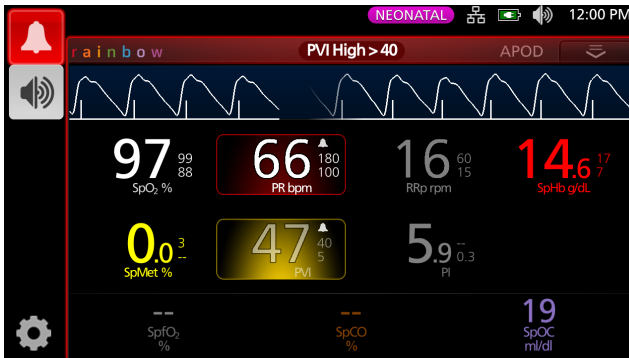 NEONATAL 12:00 PM
rainbow PVI High > 40 APOD
97 99 88 SpO₂ %
66 180 100 PR bpm
16 60 15 RRp rpm
14.6 17 7 SpHb g/dL
0.0 3 -- SpMet %
47 40 5 PVI
5.9 -- 0.3 PI
-- SpfO₂ %
-- SpCO %
19 SpOC ml/dl